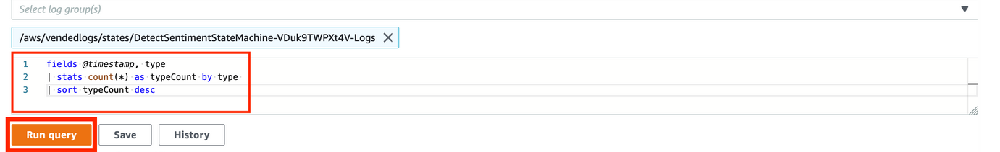 Select log group(s)
/aws/vendedlogs/states/DetectSentimentStateMachine-VDuk9TWPXt4V-Logs
1 fields @timestamp, type
2 | stats count(*) as typeCount by type
3 | sort typeCount desc
Run query Save History